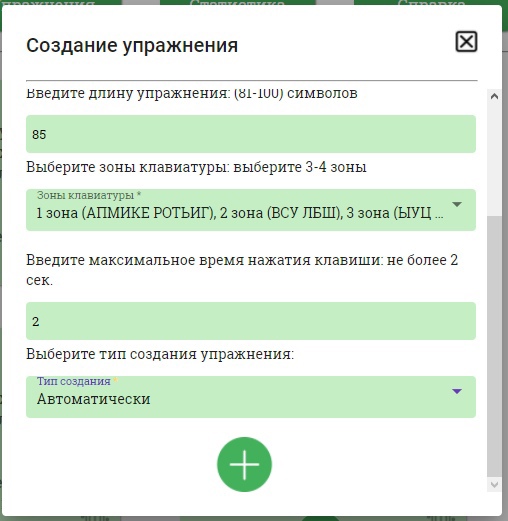 Статистика
Справка
Создание упражнения
Введите длину упражнения: (81-100) символов
85
Выберите зоны клавиатуры: выберите 3-4 зоны
Зоны клавиатуры *
1 зона (АПМИКЕ РОТЬИГ), 2 зона (ВСУ ЛБШ), 3 зона (ЫУЦ ...
Введите максимальное время нажатия клавиши: не более 2
сек.
2
Выберите тип создания упражнения:
Тип создания *
Автоматически